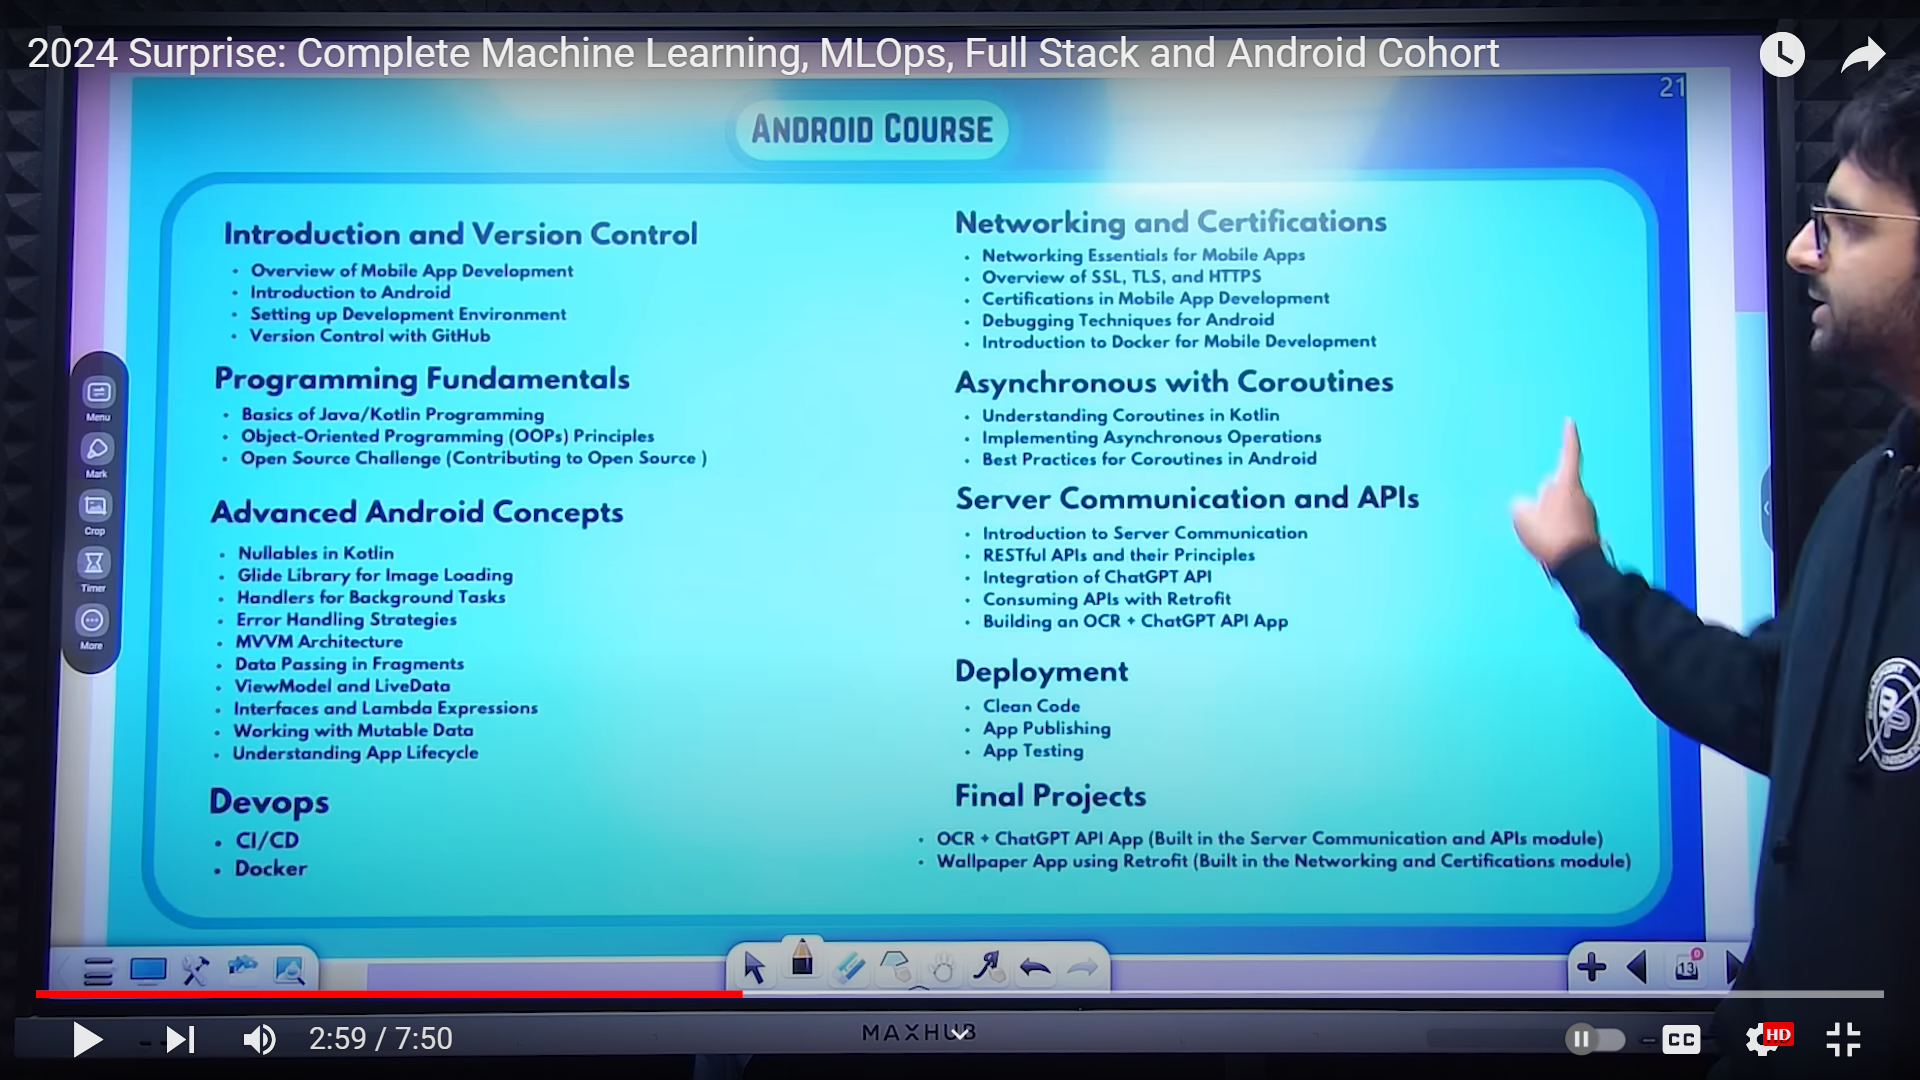 2024 Surprise: Complete Machine Learning, MLOps, Full Stack and Android Cohort
21
ANDROID COURSE
Introduction and Version Control
• Overview of Mobile App Development
• Introduction to Android
• Setting up Development Environment
• Version Control with GitHub
Programming Fundamentals
• Basics of Java/Kotlin Programming
• Object-Oriented Programming (OOPs) Principles
• Open Source Challenge (Contributing to Open Source )
Advanced Android Concepts
• Nullables in Kotlin
• Glide Library for Image Loading
• Handlers for Background Tasks
• Error Handling Strategies
• MVVM Architecture
• Data Passing in Fragments
• ViewModel and LiveData
• Interfaces and Lambda Expressions
• Working with Mutable Data
• Understanding App Lifecycle
Devops
• CI/CD
• Docker
Networking and Certifications
• Networking Essentials for Mobile Apps
• Overview of SSL, TLS, and HTTPS
• Certifications in Mobile App Development
• Debugging Techniques for Android
• Introduction to Docker for Mobile Development
Asynchronous with Coroutines
• Understanding Coroutines in Kotlin
• Implementing Asynchronous Operations
• Best Practices for Coroutines in Android
Server Communication and APIs
• Introduction to Server Communication
• RESTful APIs and their Principles
• Integration of ChatGPT API
• Consuming APIs with Retrofit
• Building an OCR + ChatGPT API App
Deployment
• Clean Code
• App Publishing
• App Testing
Final Projects
• OCR + ChatGPT API App (Built in the Server Communication and APIs module)
• Wallpaper App using Retrofit (Built in the Networking and Certifications module)
Menu
Mark
Crop
Timer
More
13
0
MAXHUB
2:59 / 7:50
CC
HD